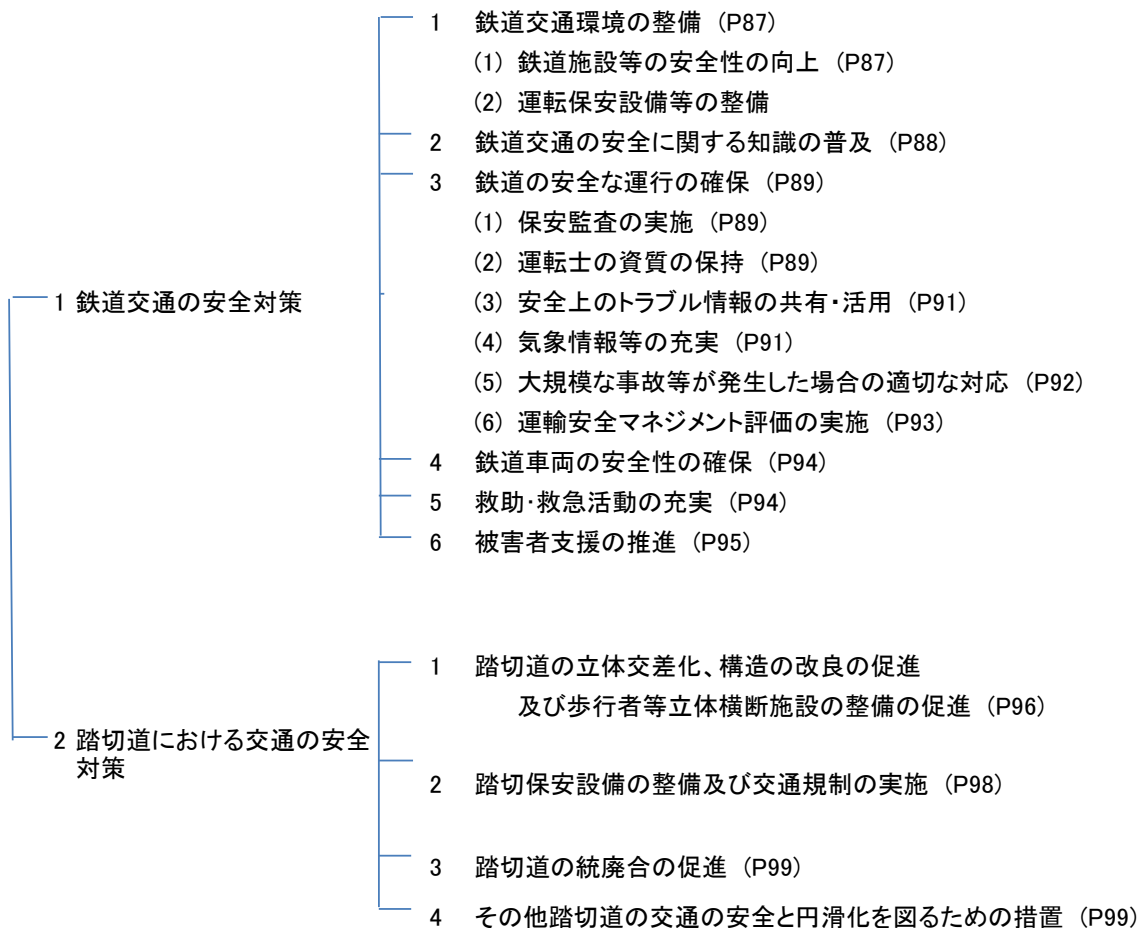 1 鉄道交通環境の整備 (P87)
(1) 鉄道施設等の安全性の向上 (P87)
(2) 運転保安設備等の整備
2 鉄道交通の安全に関する知識の普及 (P88)
3 鉄道の安全な運行の確保 (P89)
(1) 保安監査の実施 (P89)
(2) 運転士の資質の保持 (P89)
1 鉄道交通の安全対策
(3) 安全上のトラブル情報の共有・活用 (P91)
(4) 気象情報等の充実 (P91)
(5) 大規模な事故等が発生した場合の適切な対応 (P92)
(6) 運輸安全マネジメント評価の実施 (P93)
4 鉄道車両の安全性の確保 (P94)
5 救助・救急活動の充実 (P94)
6 被害者支援の推進 (P95)
1 踏切道の立体交差化、構造の改良の促進
及び歩行者等立体横断施設の整備の促進 (P96)
2 踏切道における交通の安全
対策
2 踏切保安設備の整備及び交通規制の実施 (P98)
3 踏切道の統廃合の促進 (P99)
4 その他踏切道の交通の安全と円滑化を図るための措置 (P99)